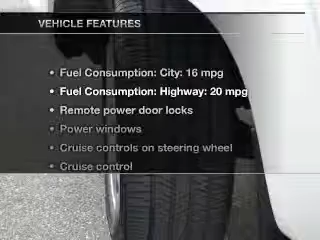 VEHICLE FEATURES
• Fuel Consumption: City: 16 mpg
• Fuel Consumption: Highway: 20 mpg
• Remote power door locks
• Power windows
• Cruise controls on steering wheel
• Cruise control